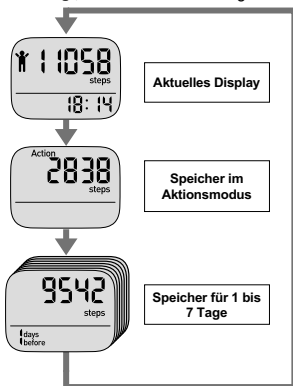 11058
steps
18:14
Aktuelles Display
Action
2838
steps
Speicher im
Aktionsmodus
9542
steps
1 days
before
Speicher für 1 bis
7 Tage